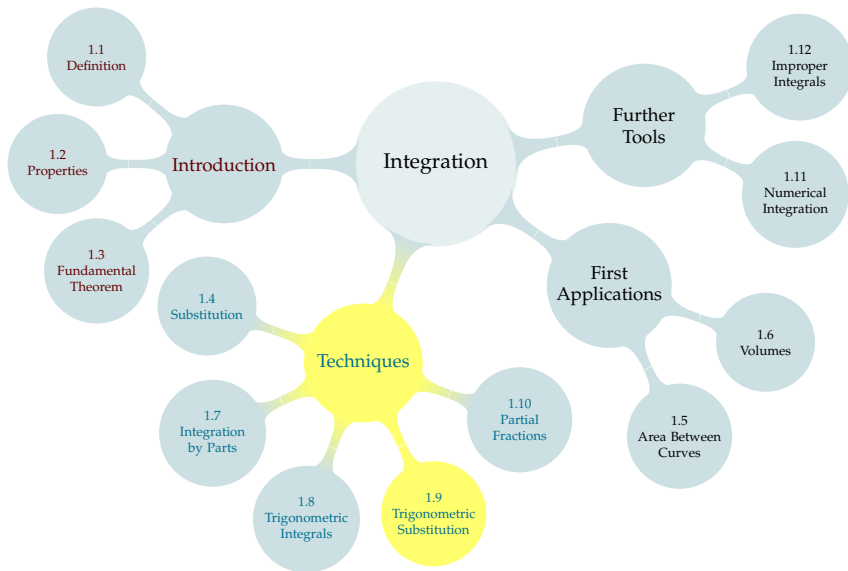 1.1
Definition
1.2
Properties
1.3
Fundamental
Theorem
Introduction
Integration
Further
Tools
1.12
Improper
Integrals
1.11
Numerical
Integration
First
Applications
1.6
Volumes
1.5
Area Between
Curves
Techniques
1.4
Substitution
1.7
Integration
by Parts
1.8
Trigonometric
Integrals
1.9
Trigonometric
Substitution
1.10
Partial
Fractions